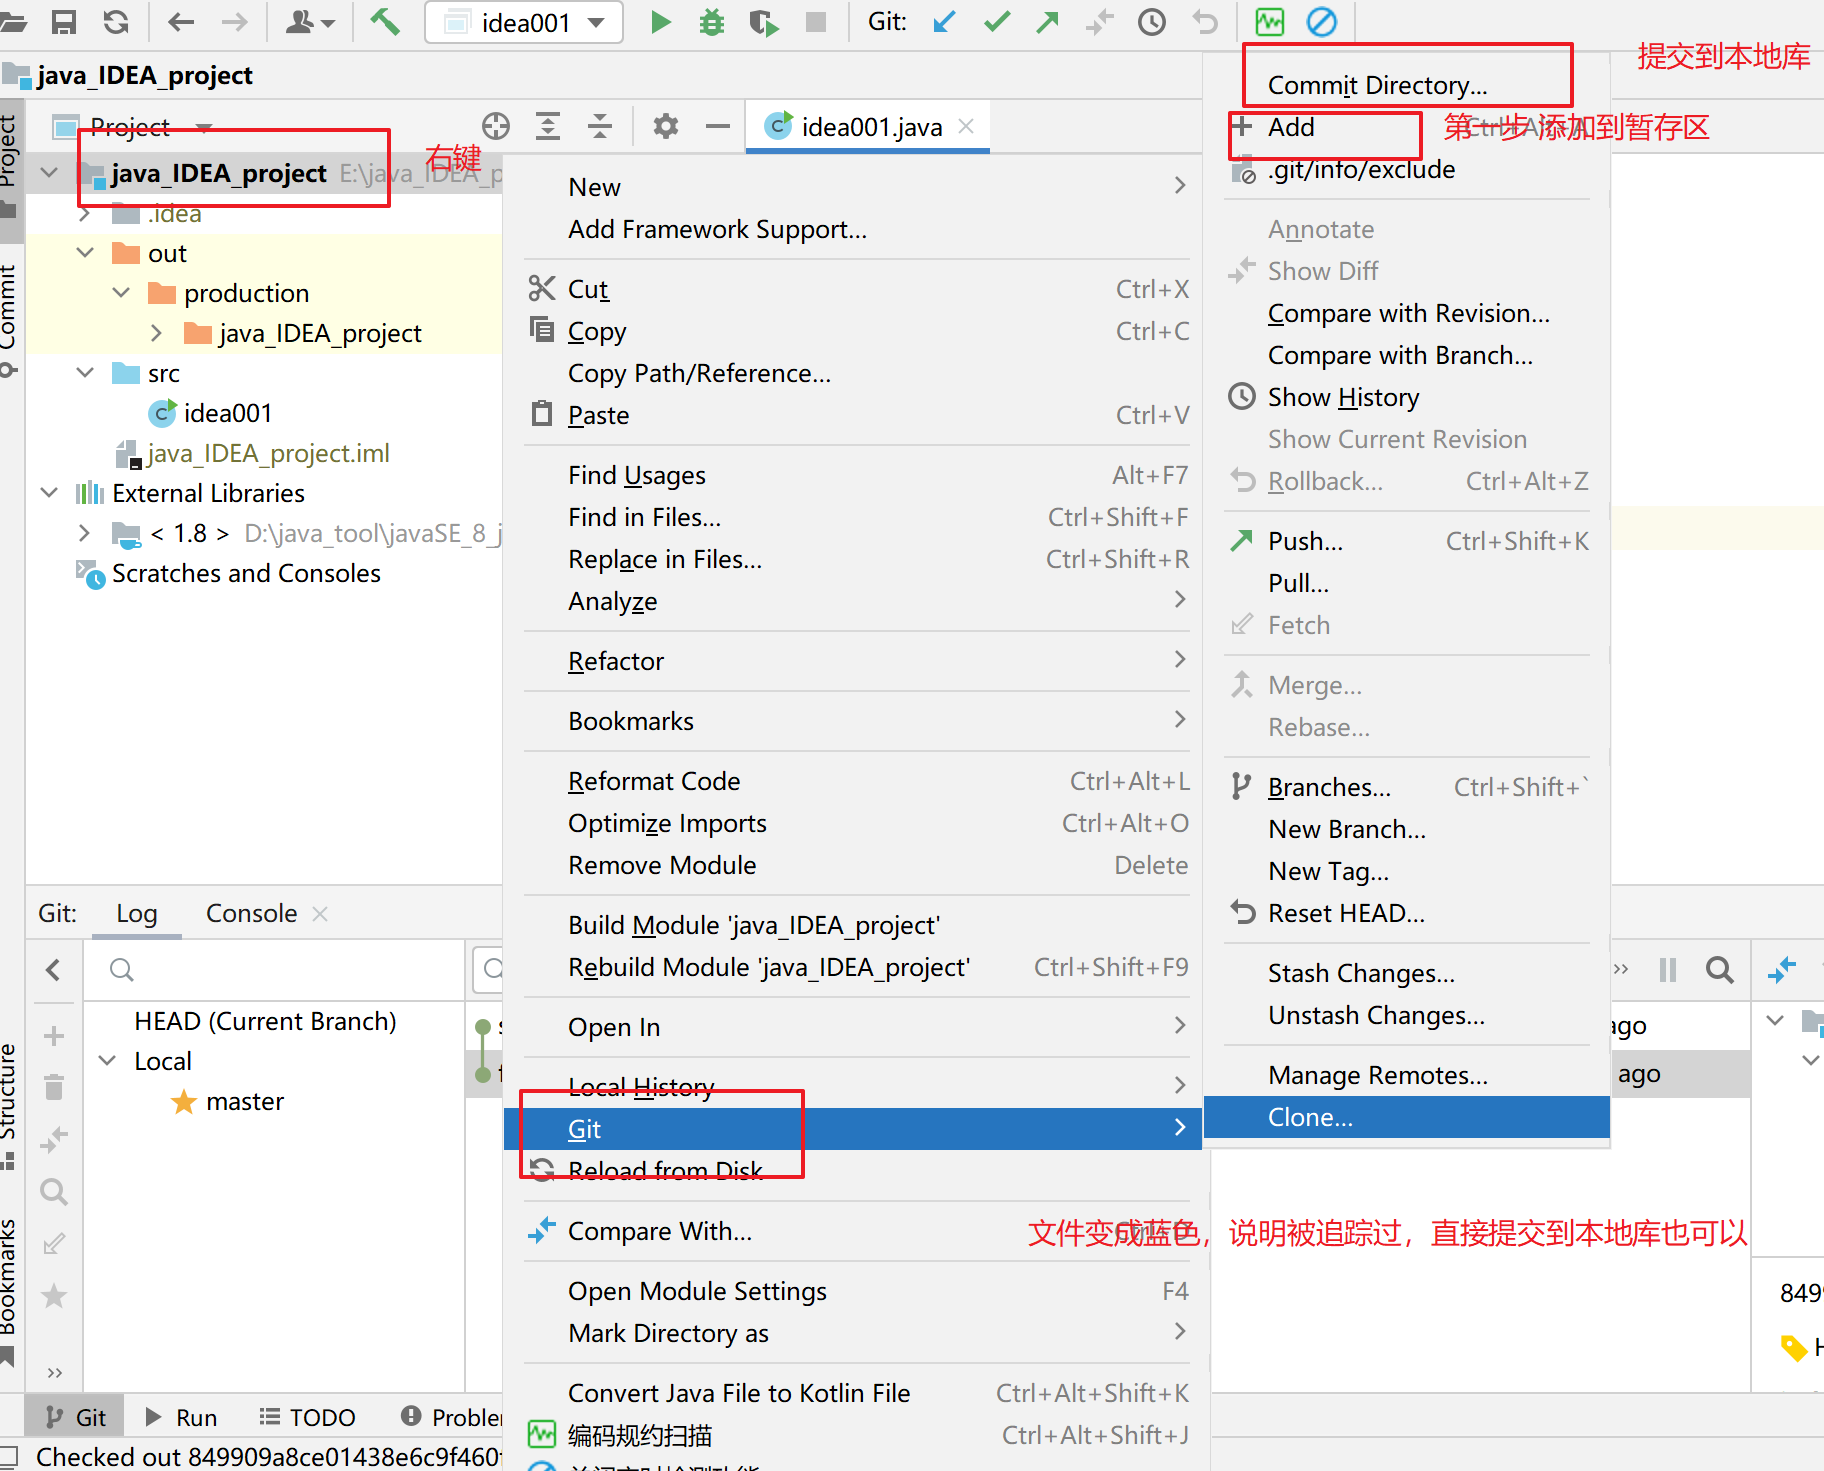 idea001
Git:
java_IDEA_project
提交到本地库
Commit Directory...
Project
idea001.java
Add
第一步 添加到暂存区
java_IDEA_project
右键
.git/info/exclude
.idea
out
production
java_IDEA_project
src
idea001
java_IDEA_project.iml
External Libraries
< 1.8 >
Scratches and Consoles
Project
Commit
Structure
Bookmarks
New
Add Framework Support...
Cut Ctrl+X
Copy Ctrl+C
Copy Path/Reference...
Paste Ctrl+V
Find Usages Alt+F7
Find in Files... Ctrl+Shift+F
Replace in Files... Ctrl+Shift+R
Analyze
Refactor
Bookmarks
Reformat Code Ctrl+Alt+L
Optimize Imports Ctrl+Alt+O
Remove Module Delete
Build Module 'java_IDEA_project'
Rebuild Module 'java_IDEA_project' Ctrl+Shift+F9
Open In
Local History
Git
Reload from Disk
Compare With...
文件变成蓝色，说明被追踪过，直接提交到本地库也可以
Open Module Settings F4
Mark Directory as
Convert Java File to Kotlin File Ctrl+Alt+Shift+K
编码规约扫描 Ctrl+Alt+Shift+J
Annotate
Show Diff
Compare with Revision...
Compare with Branch...
Show History
Show Current Revision
Rollback... Ctrl+Alt+Z
Push... Ctrl+Shift+K
Pull...
Fetch
Merge...
Rebase...
Branches... Ctrl+Shift+`
New Branch...
New Tag...
Reset HEAD...
Stash Changes...
Unstash Changes...
Manage Remotes...
Clone...
Git: Log Console
HEAD (Current Branch)
Local
master
ago
ago
Git Run TODO
Checked out